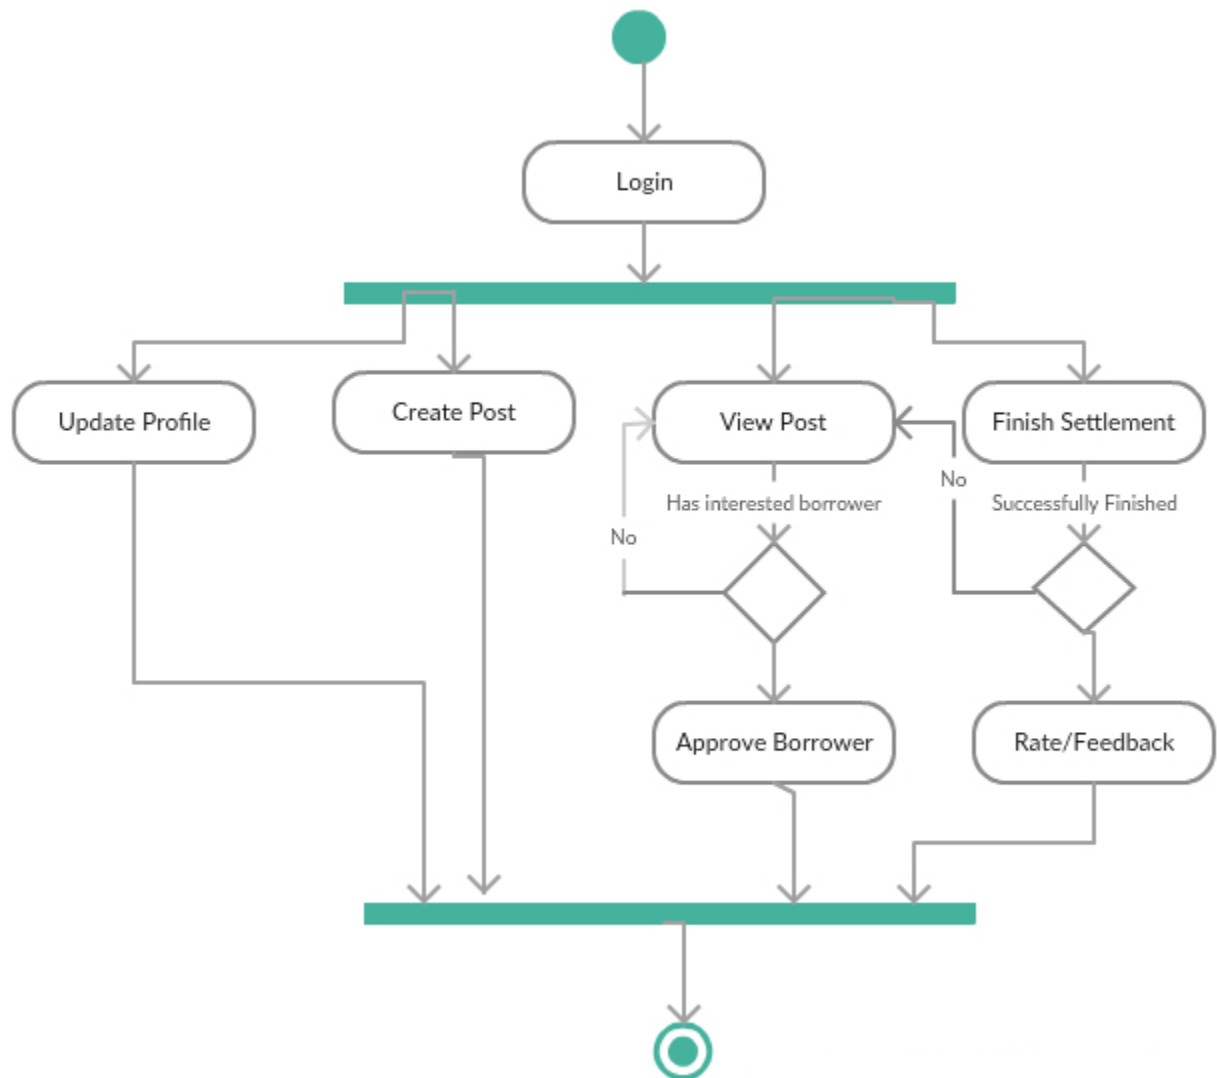 Login
Update Profile
Create Post
View Post
Finish Settlement
No
Has interested borrower
Successfully Finished
No
Approve Borrower
Rate/Feedback